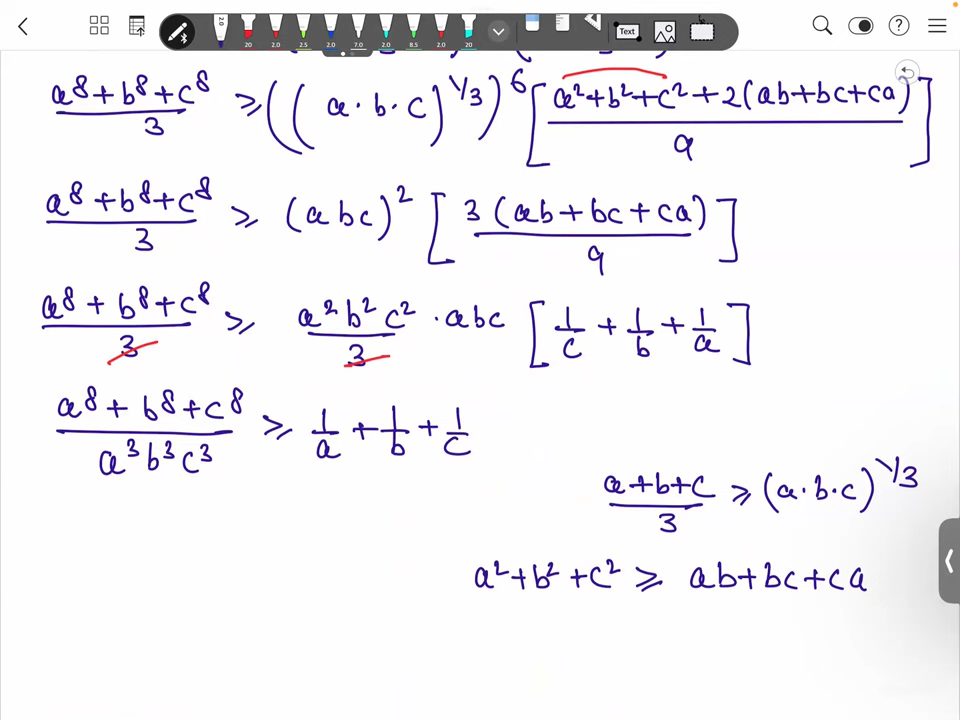 Text
(a⁸+b⁸+c⁸)/3 ≥ ((a·b·c)^(1/3))^6 [(a²+b²+c²+2(ab+bc+ca))/9]
(a⁸+b⁸+c⁸)/3 ≥ (abc)² [3(ab+bc+ca)/9]
(a⁸+b⁸+c⁸)/3 ≥ (a²b²c²)/3 · abc [1/c + 1/b + 1/a]
(a⁸+b⁸+c⁸)/(a³b³c³) ≥ 1/a + 1/b + 1/c
(a+b+c)/3 ≥ (a·b·c)^(1/3)
a²+b²+c² ≥ ab+bc+ca